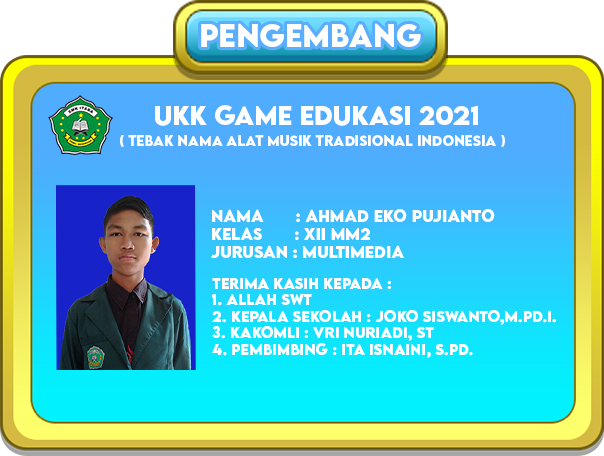 PENGEMBANG
UKK GAME EDUKASI 2021
( TEBAK NAMA ALAT MUSIK TRADISIONAL INDONESIA )
NAMA : AHMAD EKO PUJIANTO
KELAS : XII MM2
JURUSAN : MULTIMEDIA
TERIMA KASIH KEPADA :
1. ALLAH SWT
2. KEPALA SEKOLAH : JOKO SISWANTO,M.PD.I.
3. KAKOMLI : VRI NURIADI, ST
4. PEMBIMBING : ITA ISNAINI, S.PD.